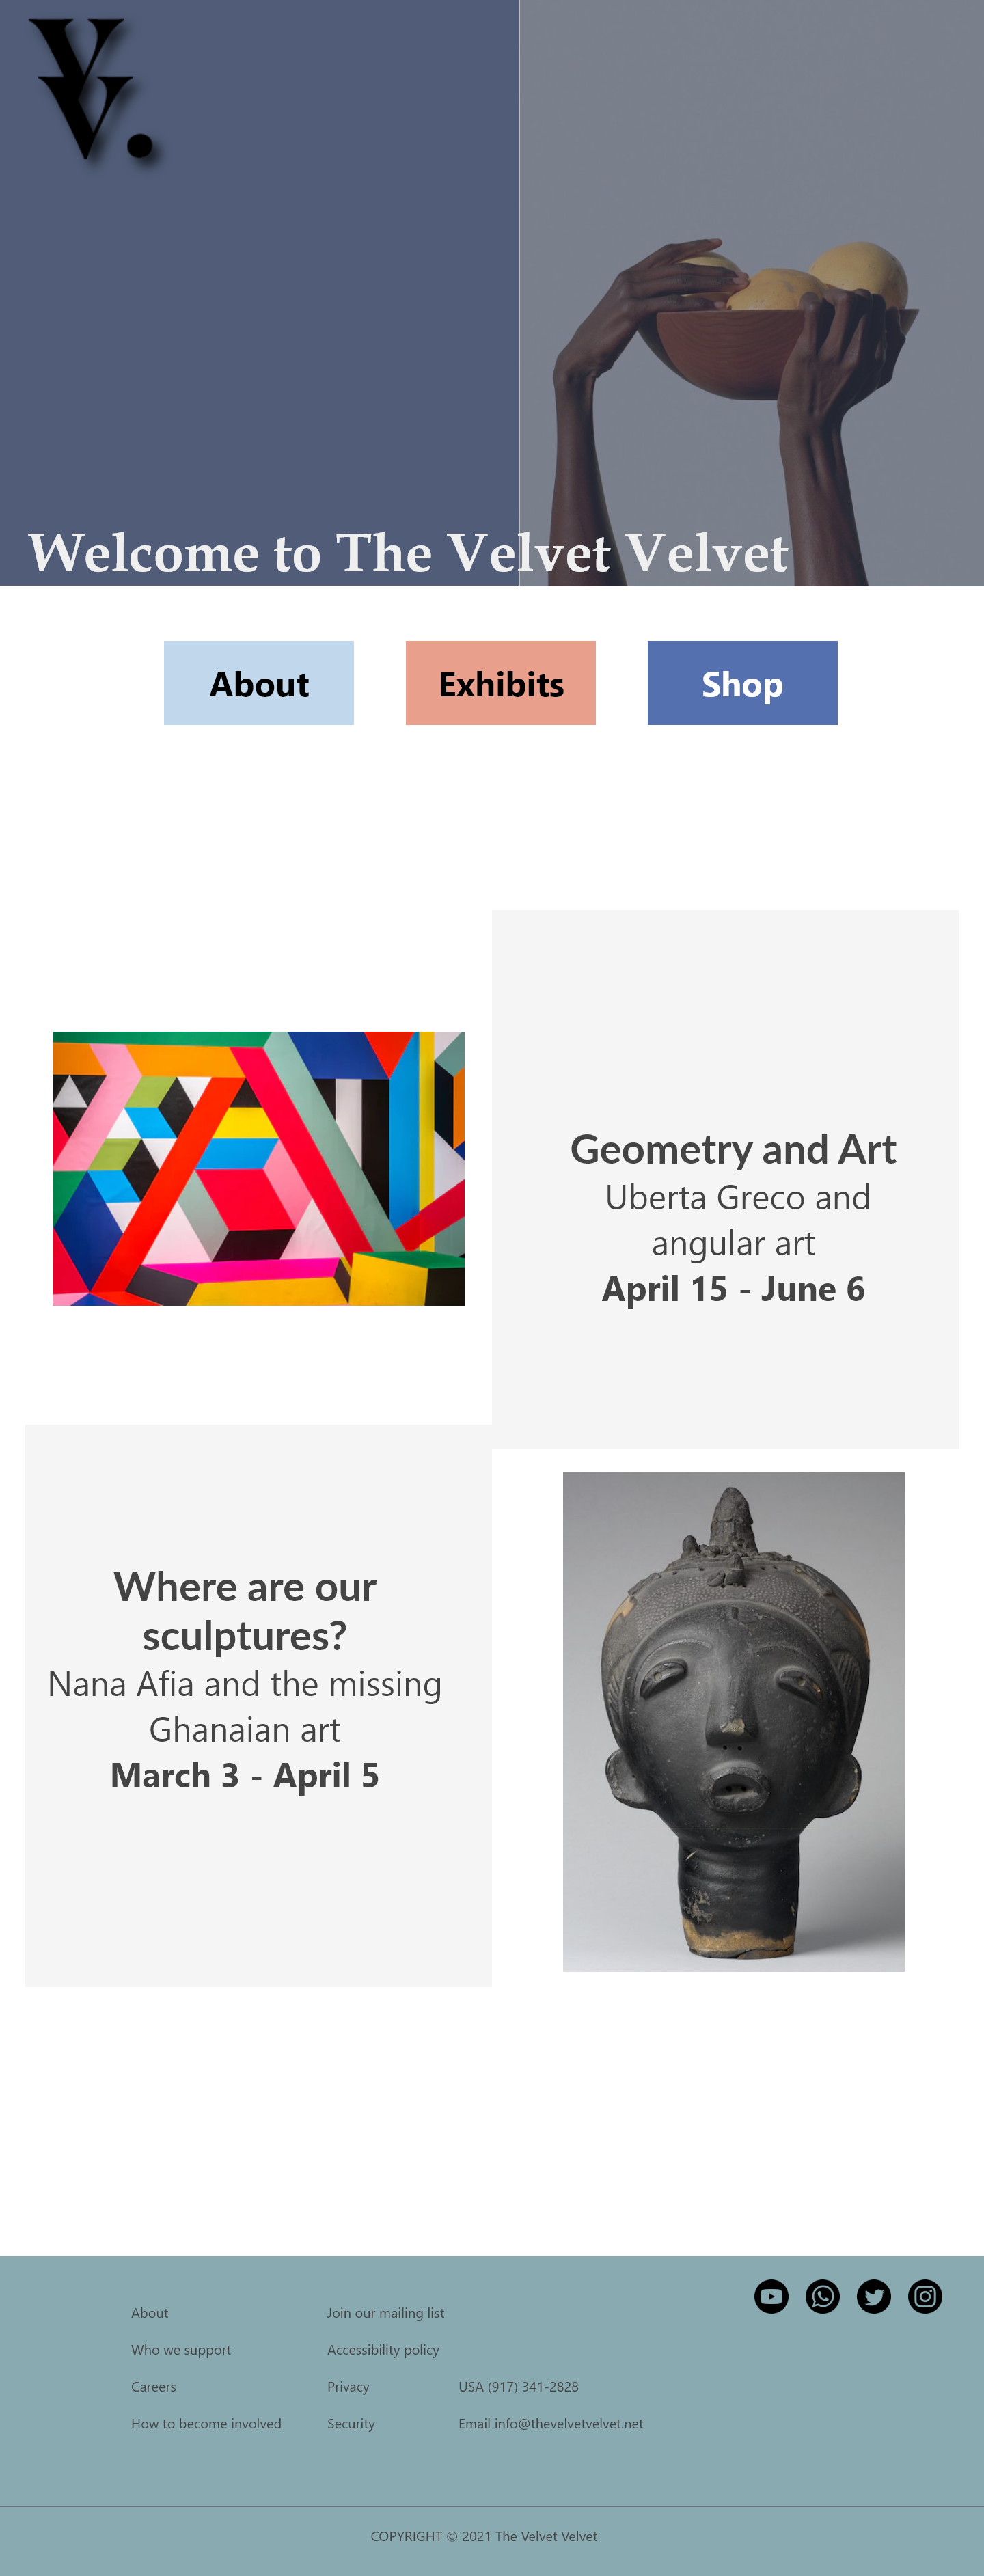 VV.
Welcome to The Velvet Velvet
About
Exhibits
Shop
Geometry and Art
Uberta Greco and
angular art
April 15 - June 6
Where are our
sculptures?
Nana Afia and the missing
Ghanaian art
March 3 - April 5
About
Who we support
Careers
How to become involved
Join our mailing list
Accessibility policy
Privacy
Security
USA (917) 341-2828
Email info@thevelvetvelvet.net
COPYRIGHT © 2021 The Velvet Velvet